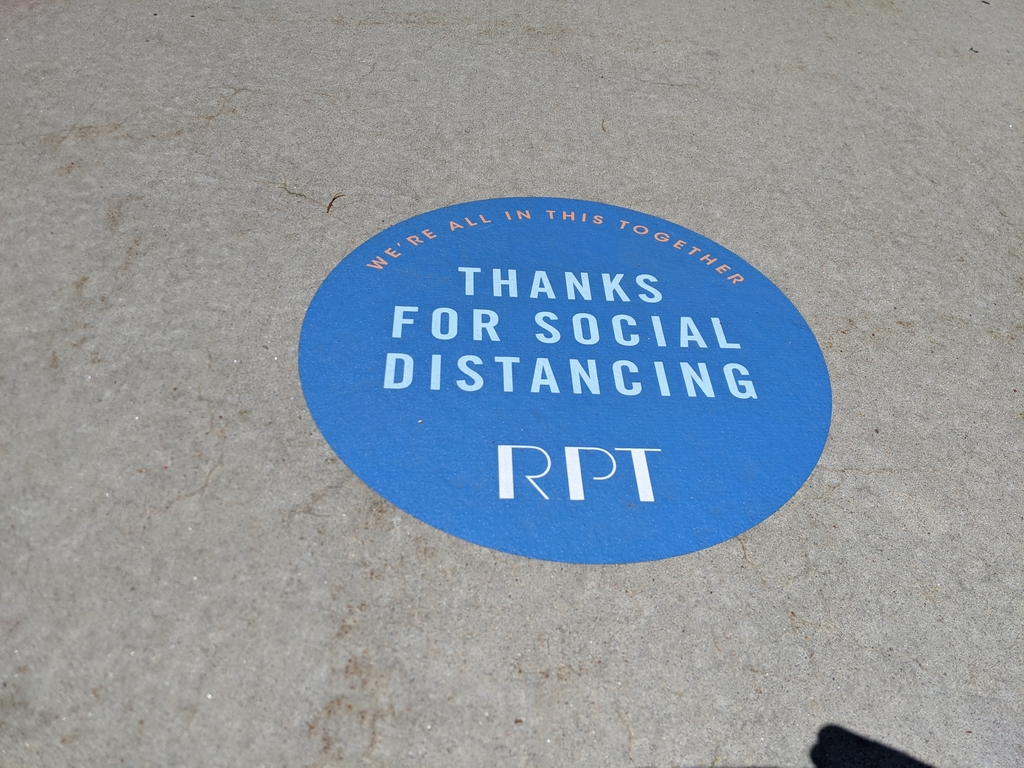 WE'RE ALL IN THIS TOGETHER
THANKS
FOR SOCIAL
DISTANCING
RPT